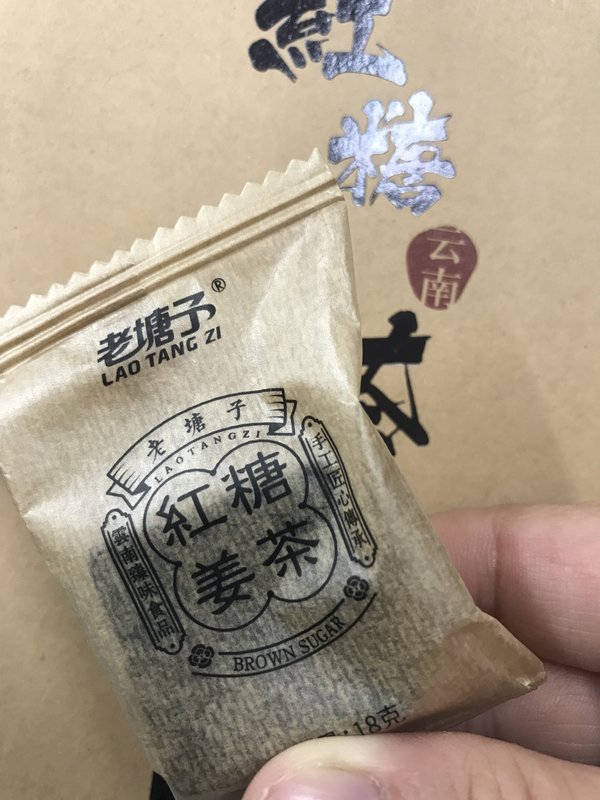 紅
糖
云南
老塘子®
LAO TANG ZI
老塘子
LAOTANGZI
紅糖
姜茶
雲南臻味食品
手工匠心傳承
BROWN SUGAR
:18克